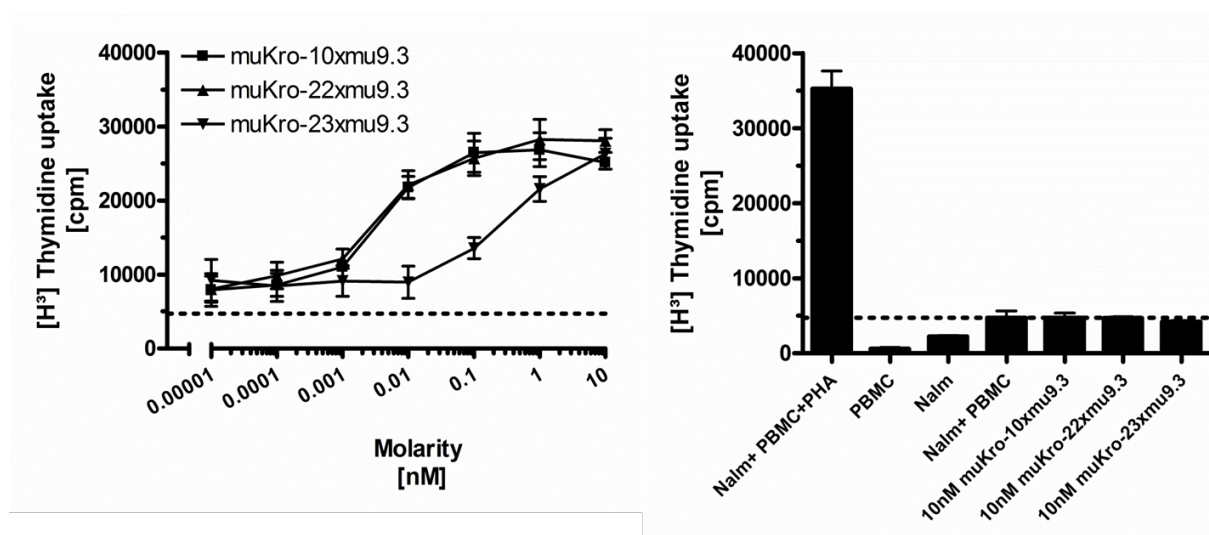 40000
30000
20000
10000
0
[H³] Thymidine uptake
[cpm]
muKro-10xmu9.3
muKro-22xmu9.3
muKro-23xmu9.3
0.00001
0.0001
0.001
0.01
0.1
1
10
Molarity
[nM]
40000
30000
20000
10000
0
[H³] Thymidine uptake
[cpm]
Nalm+ PBMC+PHA
PBMC
Nalm
Nalm+ PBMC
10nM muKro-10xmu9.3
10nM muKro-22xmu9.3
10nM muKro-23xmu9.3